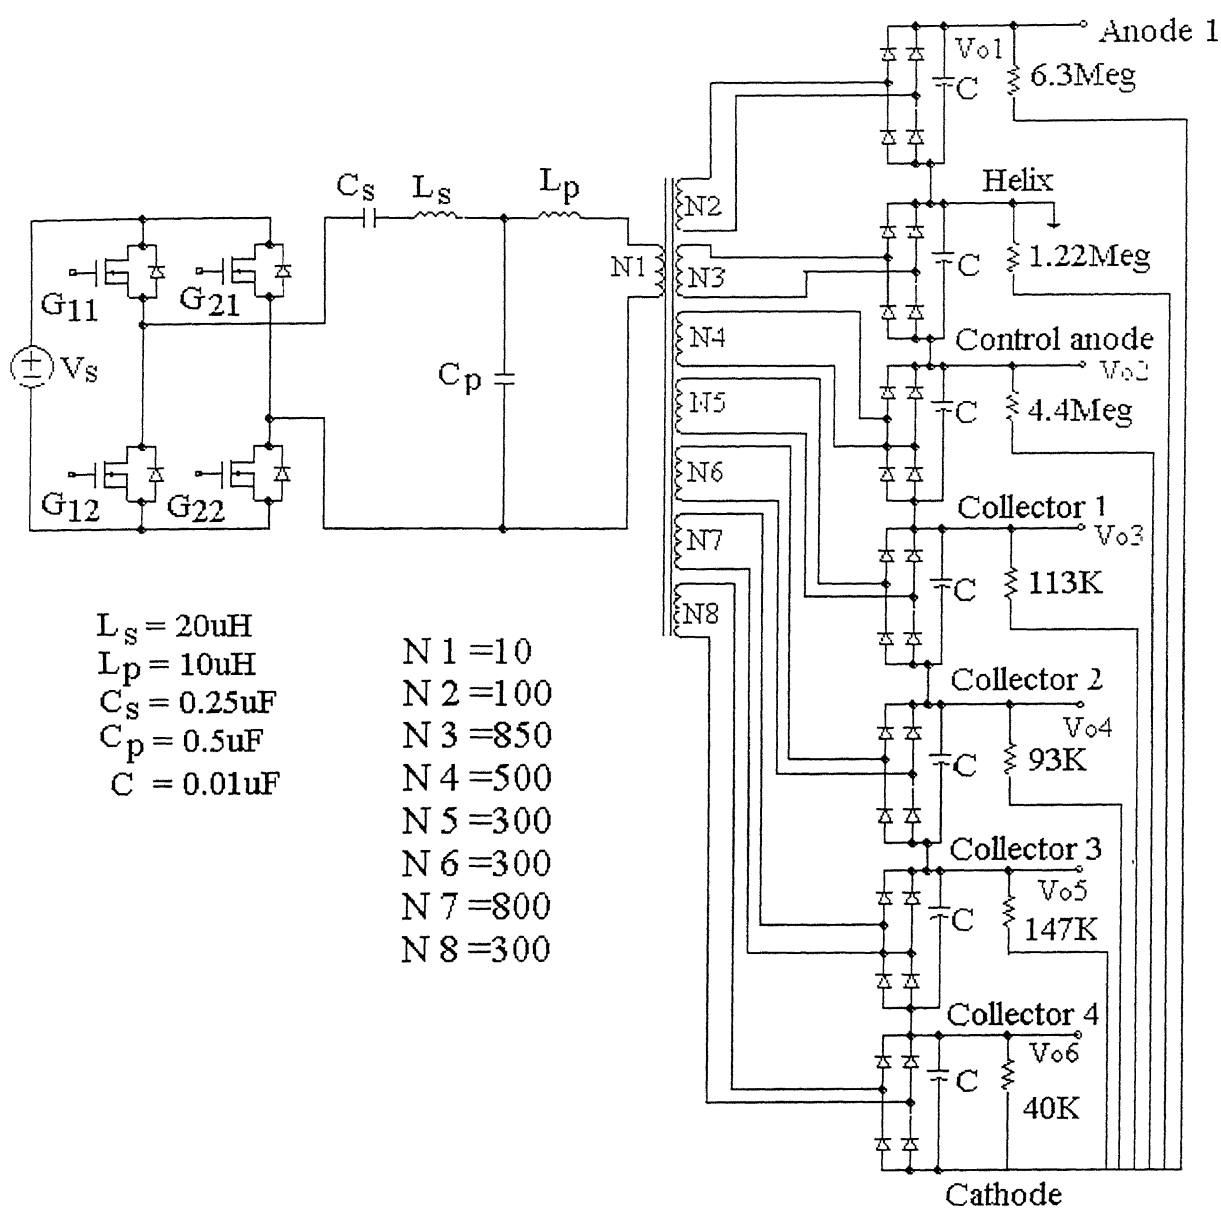 Anode 1
Vo1
C
6.3Meg
Helix
C
1.22Meg
Control anode
Vo2
C
4.4Meg
Collector 1
Vo3
C
113K
Collector 2
Vo4
C
93K
Collector 3
Vo5
C
147K
Collector 4
Vo6
C
40K
Cathode
Cs
Ls
Lp
Cp
N1
N2
N3
N4
N5
N6
N7
N8
G11
G21
Vs
G12
G22
Ls = 20uH
Lp = 10uH
Cs = 0.25uF
Cp = 0.5uF
C = 0.01uF
N 1 =10
N 2 =100
N 3 =850
N 4 =500
N 5 =300
N 6 =300
N 7 =800
N 8 =300